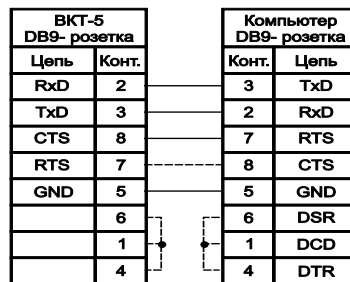 ВКТ-5
DB9- розетка
Компьютер
DB9- розетка
Цепь Конт. Конт. Цепь
RxD 2 3 TxD
TxD 3 2 RxD
CTS 8 7 RTS
RTS 7 8 CTS
GND 5 5 GND
6 6 DSR
1 1 DCD
4 4 DTR